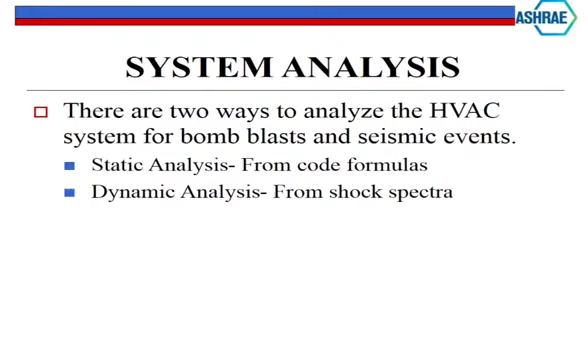 ASHRAE
SYSTEM ANALYSIS
There are two ways to analyze the HVAC
system for bomb blasts and seismic events.
Static Analysis- From code formulas
Dynamic Analysis- From shock spectra